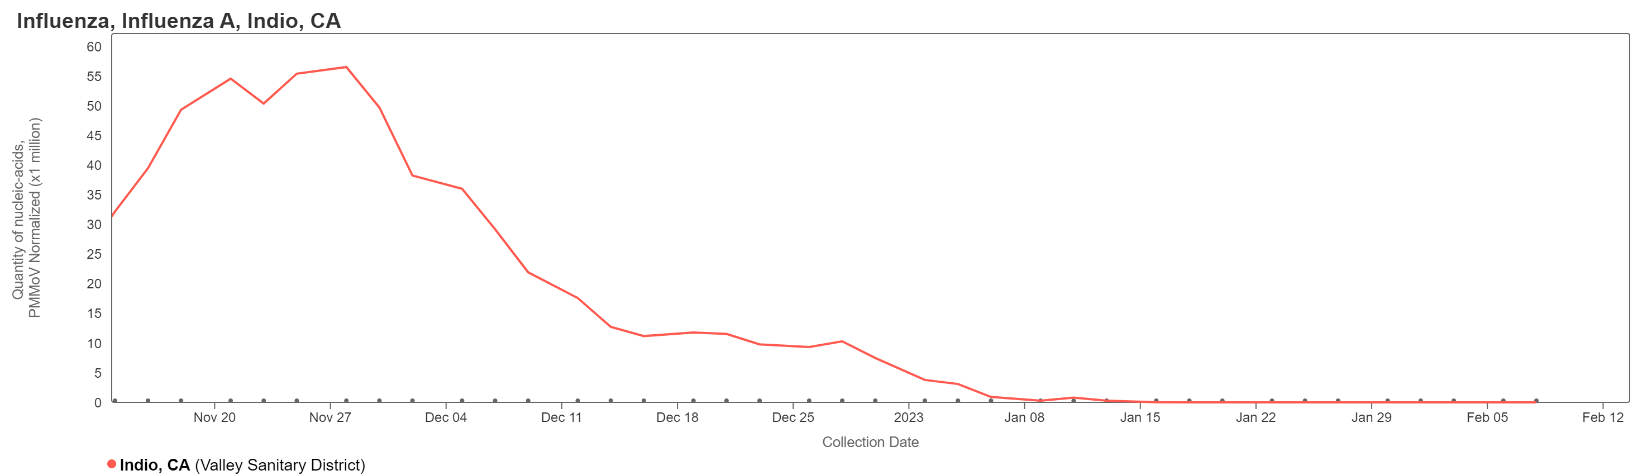 Influenza, Influenza A, Indio, CA
Quantity of nucleic-acids,
PMMoV Normalized (x1 million)
60
55
50
45
40
35
30
25
20
15
10
5
0
Nov 20 Nov 27 Dec 04 Dec 11 Dec 18 Dec 25 2023 Jan 08 Jan 15 Jan 22 Jan 29 Feb 05 Feb 12
Collection Date
Indio, CA (Valley Sanitary District)